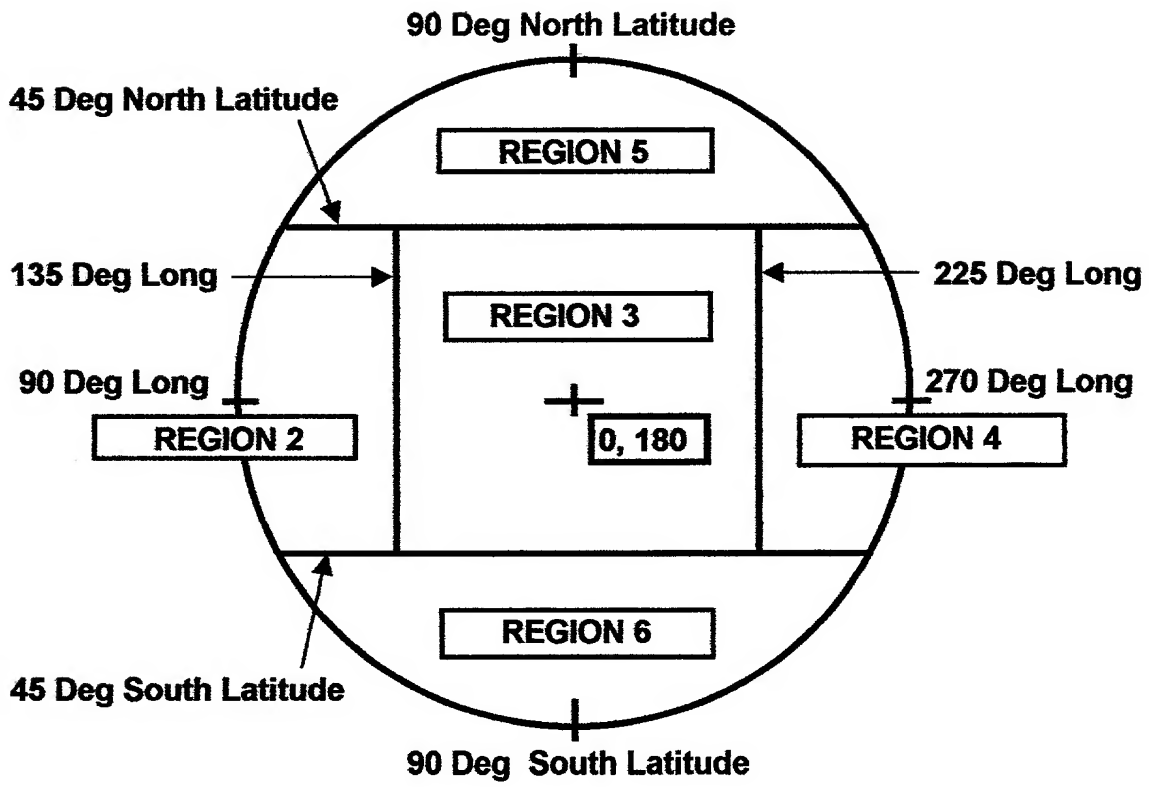 90 Deg North Latitude
45 Deg North Latitude
REGION 5
135 Deg Long
225 Deg Long
REGION 3
90 Deg Long
270 Deg Long
REGION 2
0, 180
REGION 4
REGION 6
45 Deg South Latitude
90 Deg South Latitude